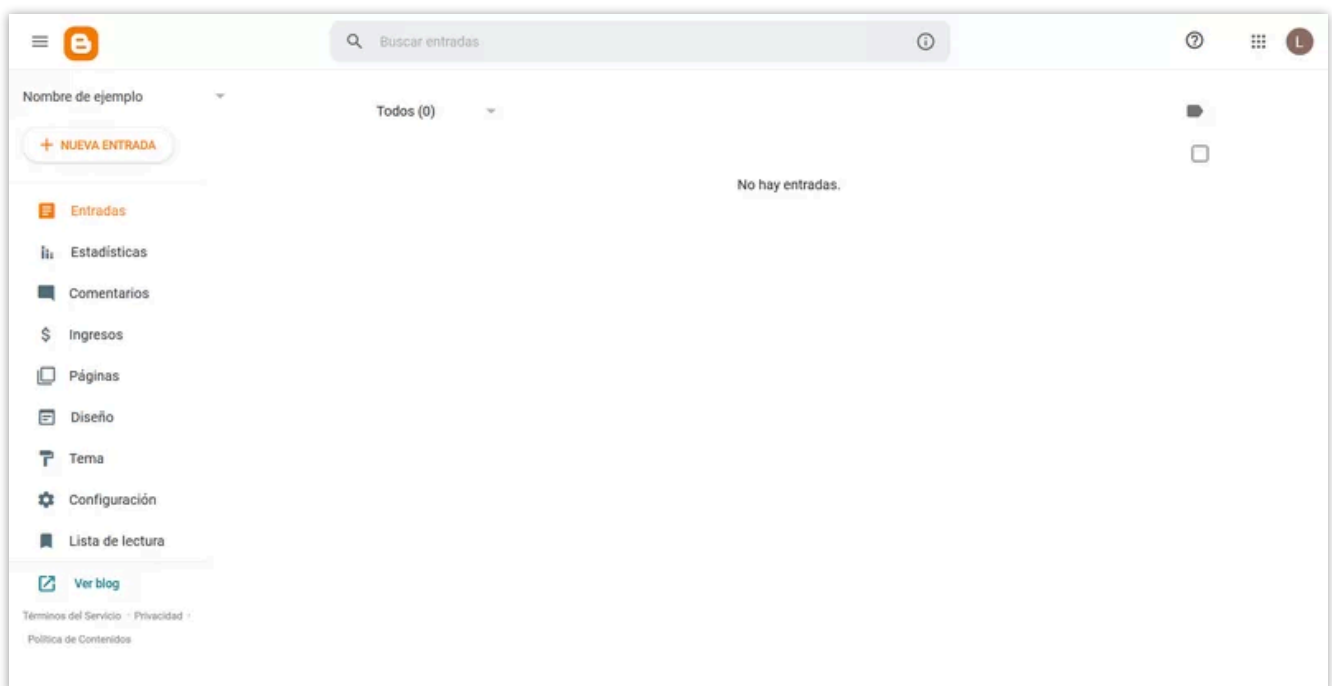 Buscar entradas
L
Nombre de ejemplo
Todos (0)
+ NUEVA ENTRADA
No hay entradas.
Entradas
Estadísticas
Comentarios
$ Ingresos
Páginas
Diseño
Tema
Configuración
Lista de lectura
Ver blog
Términos del Servicio · Privacidad ·
Política de Contenidos